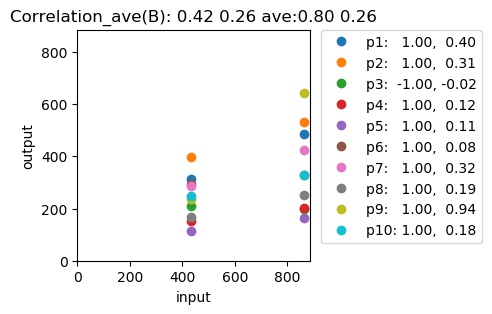 Correlation_ave(B): 0.42 0.26 ave:0.80 0.26
800
600
400
200
0
output
0 200 400 600 800
input
p1: 1.00, 0.40
p2: 1.00, 0.31
p3: -1.00, -0.02
p4: 1.00, 0.12
p5: 1.00, 0.11
p6: 1.00, 0.08
p7: 1.00, 0.32
p8: 1.00, 0.19
p9: 1.00, 0.94
p10: 1.00, 0.18